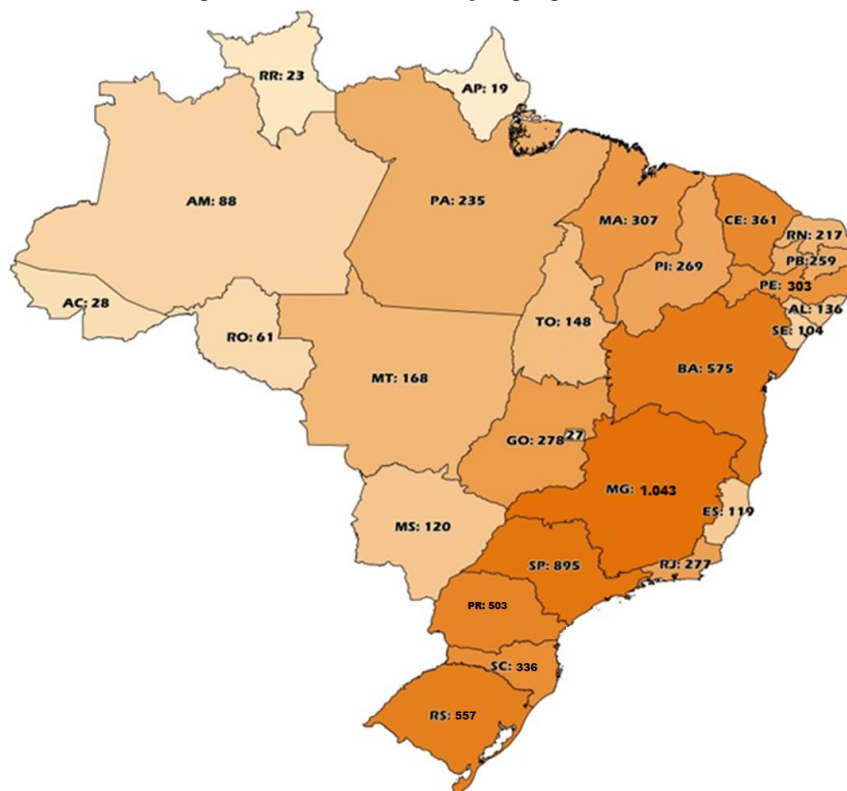 RR: 23
AP: 19
AM: 88
PA: 235
MA: 307
CE: 361
RN: 217
PI: 269
PB:259
PE: 303
AC: 28
AL: 136
RO: 61
TO: 148
SE: 104
BA: 575
MT: 168
GO: 278
27
MG: 1.043
ES: 119
MS: 120
SP: 895
RJ: 277
PR: 503
SC: 336
RS: 557